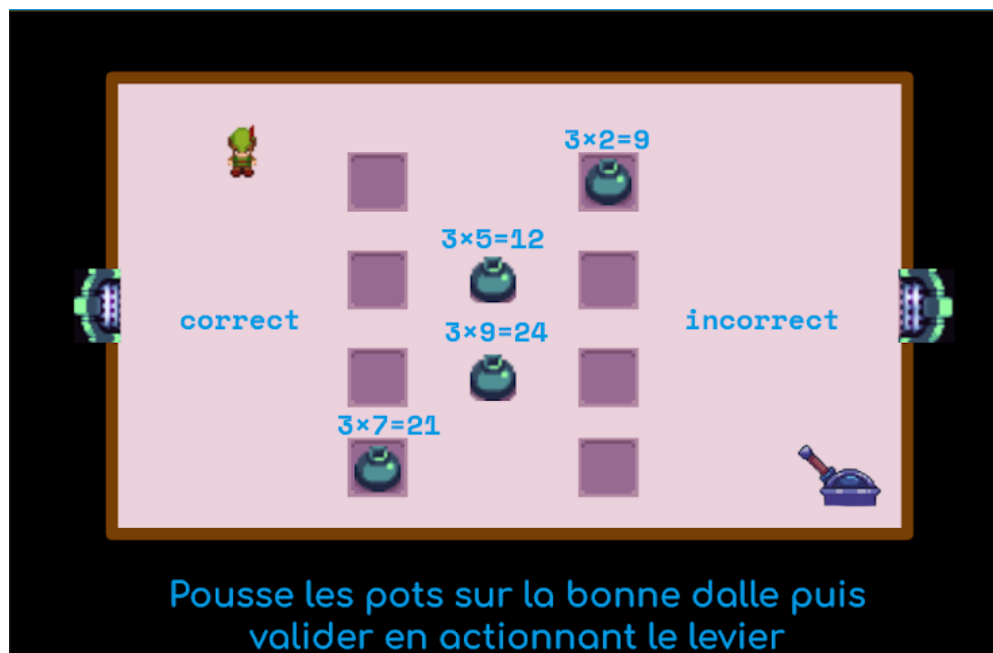 3×2=9
3×5=12
correct
incorrect
3×9=24
3×7=21
Pousse les pots sur la bonne dalle puis
valider en actionnant le levier